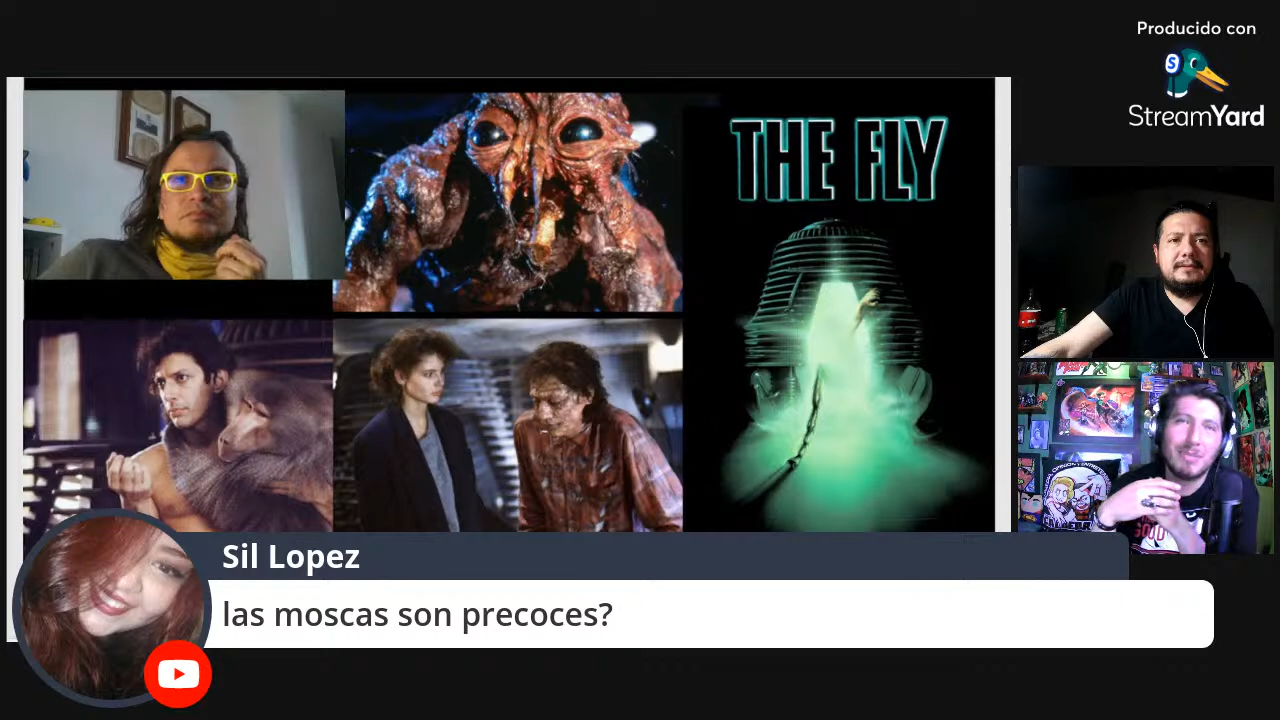 Producido con
StreamYard
THE FLY
Sil Lopez
las moscas son precoces?